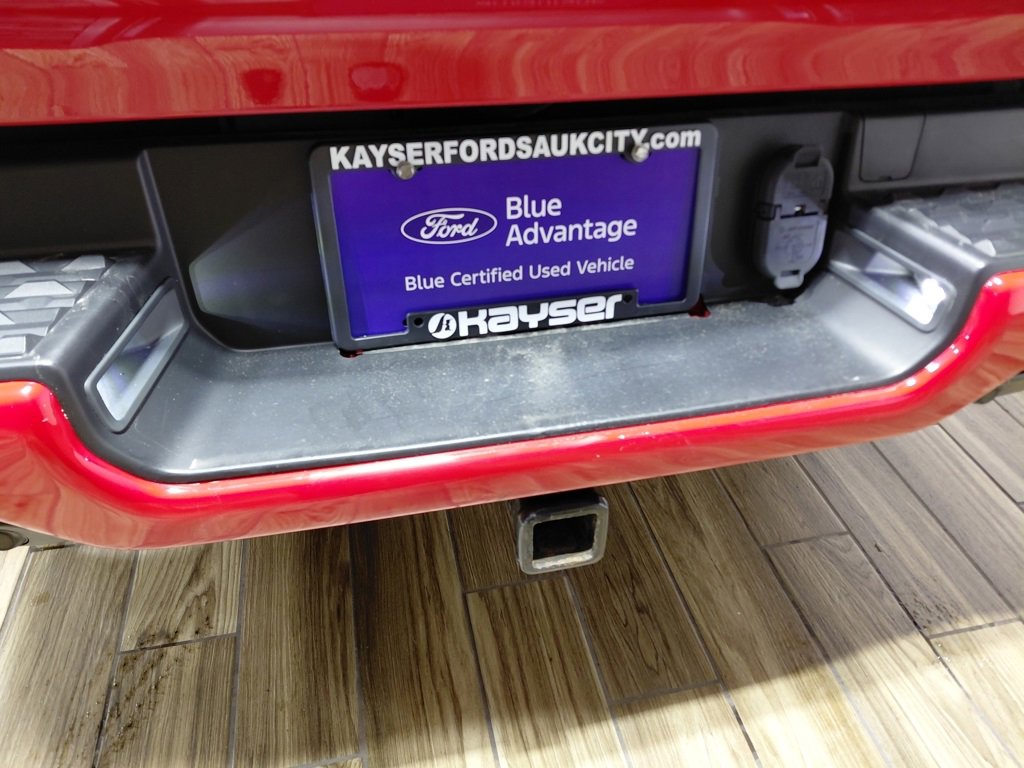 KAYSERFORDSAUKCITY.com
Ford
Blue
Advantage
Blue Certified Used Vehicle
Kayser